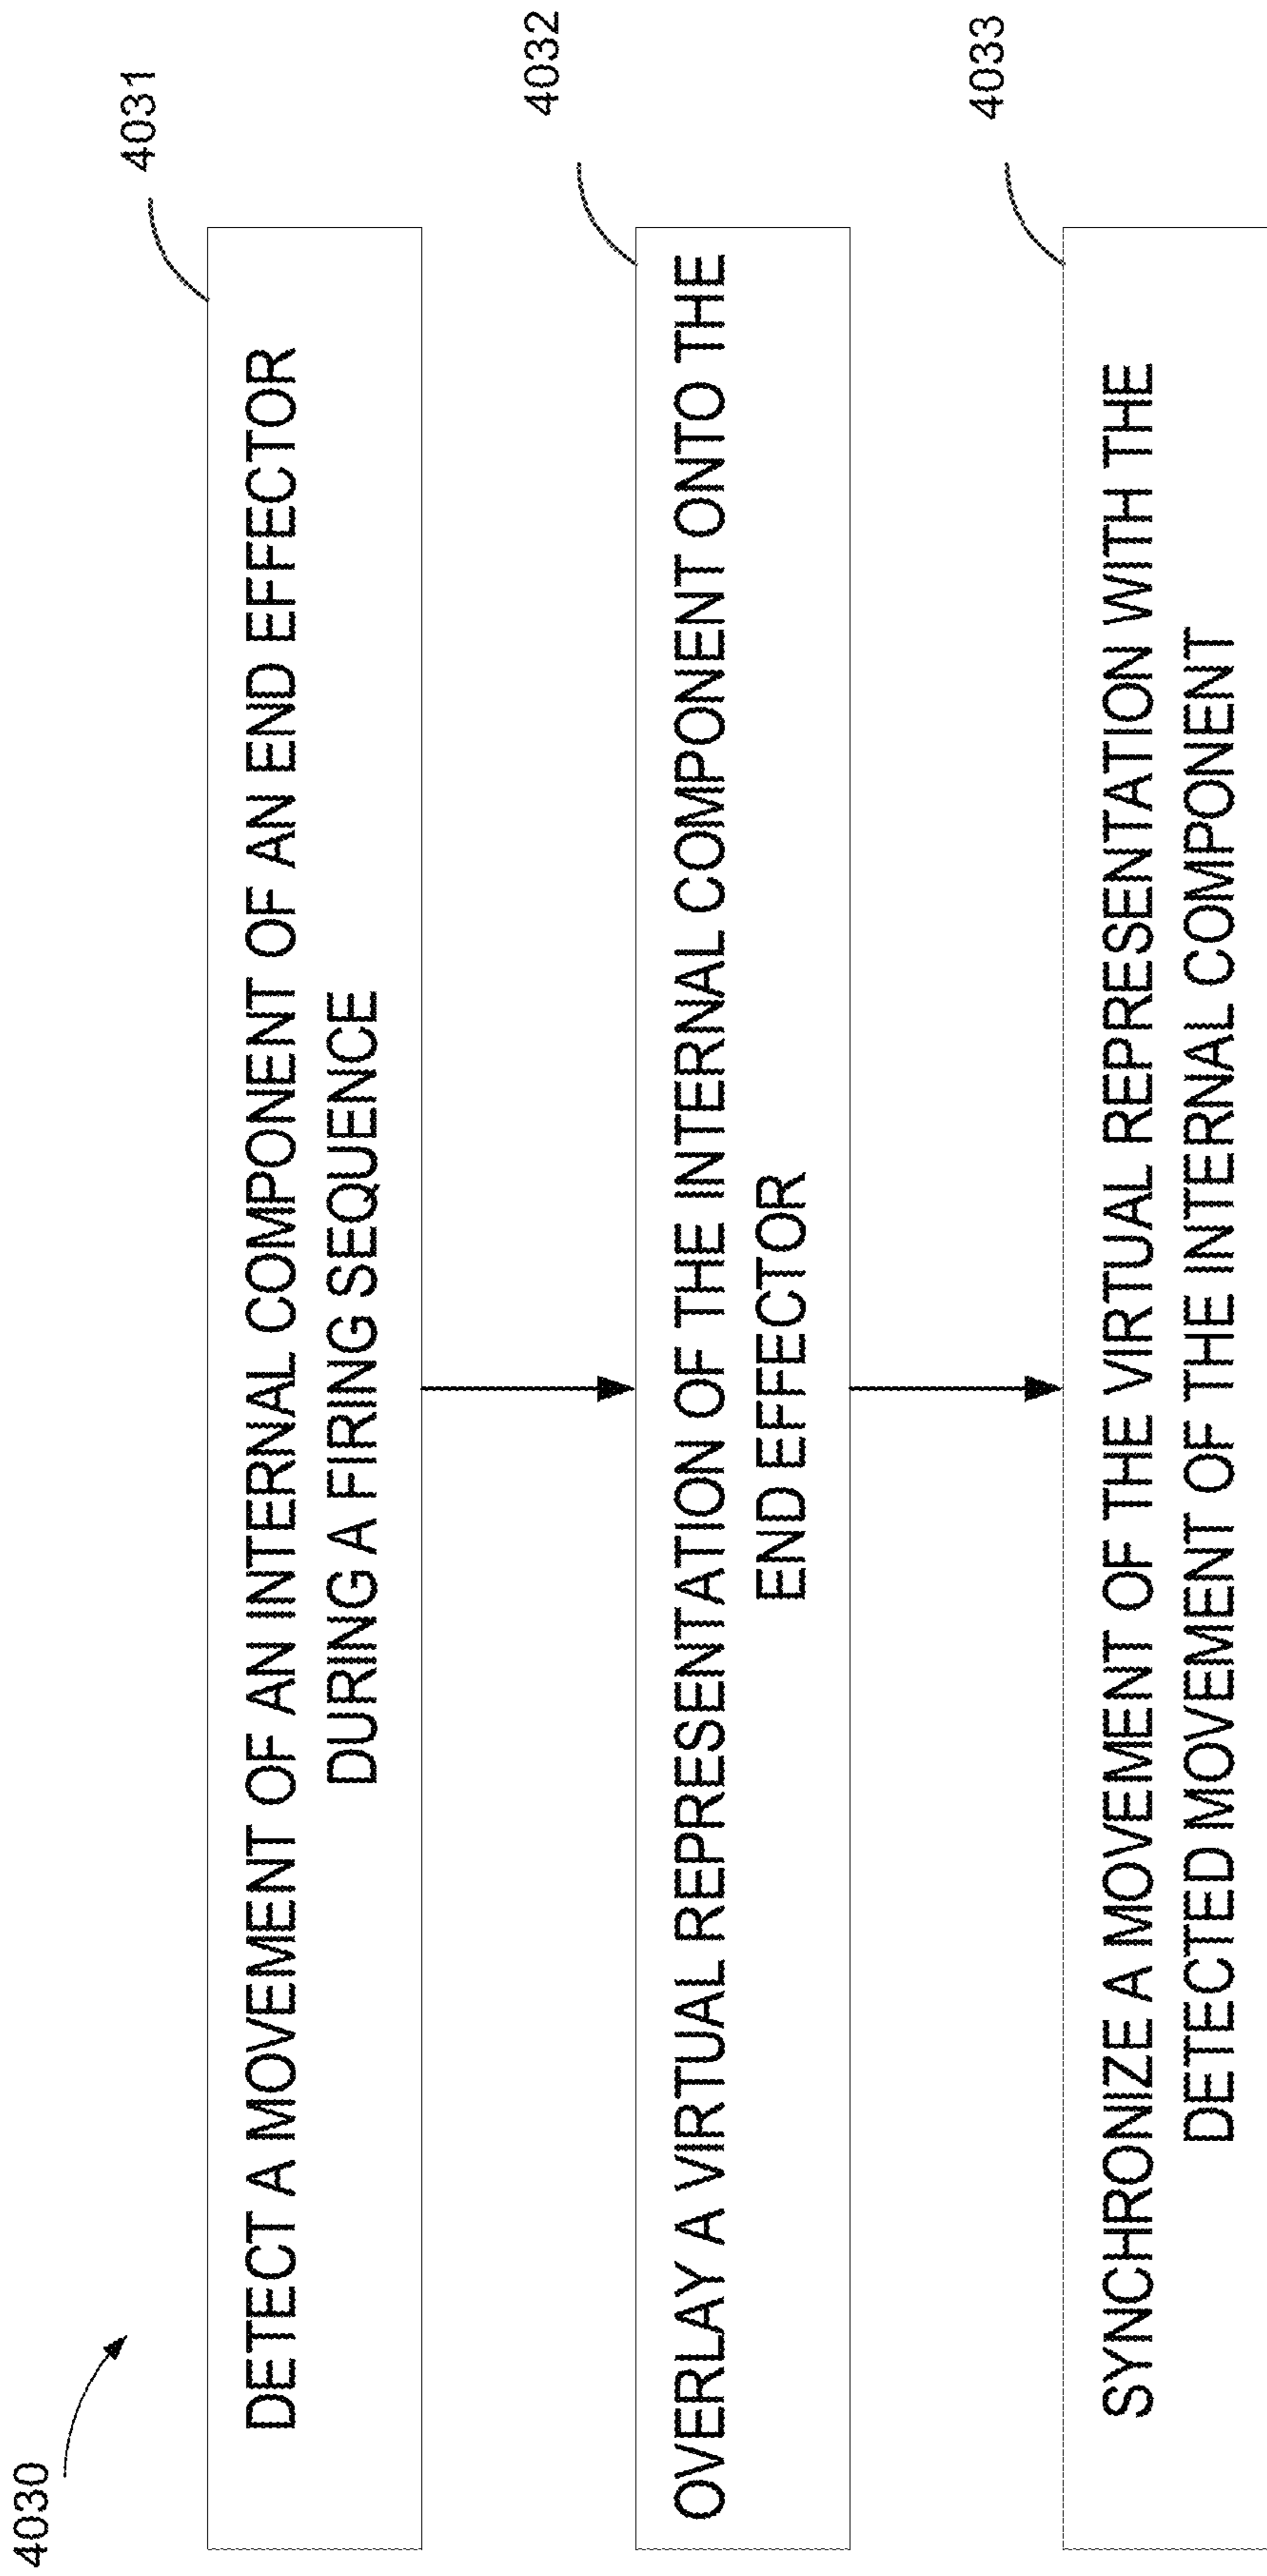 4030
4031
DETECT A MOVEMENT OF AN INTERNAL COMPONENT OF AN END EFFECTOR
DURING A FIRING SEQUENCE
4032
OVERLAY A VIRTUAL REPRESENTATION OF THE INTERNAL COMPONENT ONTO THE
END EFFECTOR
4033
SYNCHRONIZE A MOVEMENT OF THE VIRTUAL REPRESENTATION WITH THE
DETECTED MOVEMENT OF THE INTERNAL COMPONENT